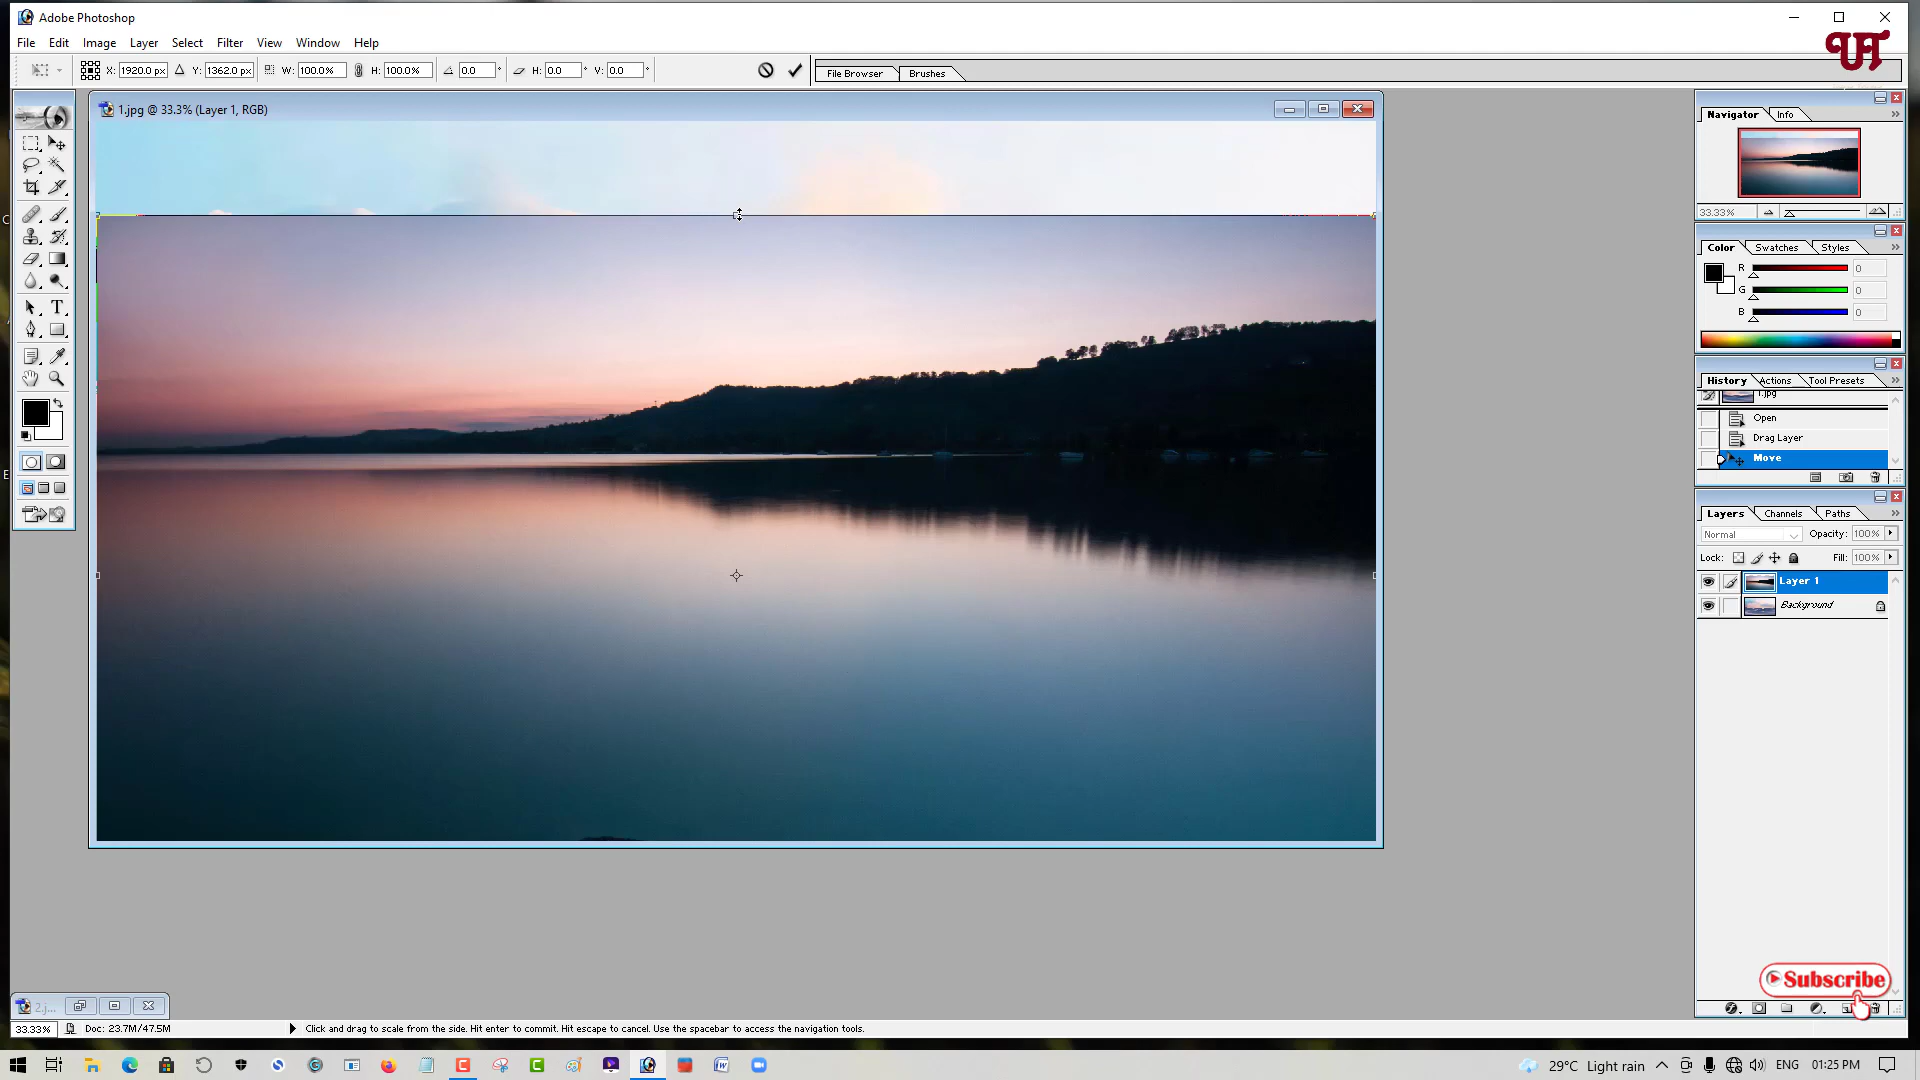 Adobe Photoshop
File Edit Image Layer Select Filter View Window Help
X: 1920.0 px Y: 1362.0 px W: 100.0% H: 100.0% 0.0 ° H: 0.0 ° V: 0.0 °
File Browser Brushes
UT
1.jpg @ 33.3% (Layer 1, RGB)
Navigator Info
33.33%
Color Swatches Styles
R 0
G 0
B 0
History Actions Tool Presets
1.jpg
Open
Drag Layer
Move
Layers Channels Paths
Normal Opacity: 100%
Lock: Fill: 100%
Layer 1
Background
Subscribe
2.j...
33.33% Doc: 23.7M/47.5M Click and drag to scale from the side. Hit enter to commit. Hit escape to cancel. Use the spacebar to access the navigation tools.
29°C Light rain ENG 01:25 PM